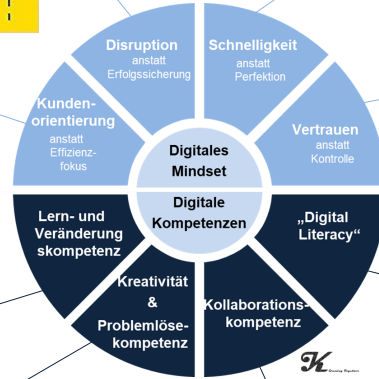 Disruption
anstatt
Erfolgssicherung
Schnelligkeit
anstatt
Perfektion
Kunden-
orientierung
anstatt
Effizienz-
fokus
Vertrauen
anstatt
Kontrolle
Digitales
Mindset
Digitale
Kompetenzen
Lern- und
Veränderung
skompetenz
„Digital
Literacy“
Kreativität
&
Problemlöse-
kompetenz
Kollaborations-
kompetenz
K